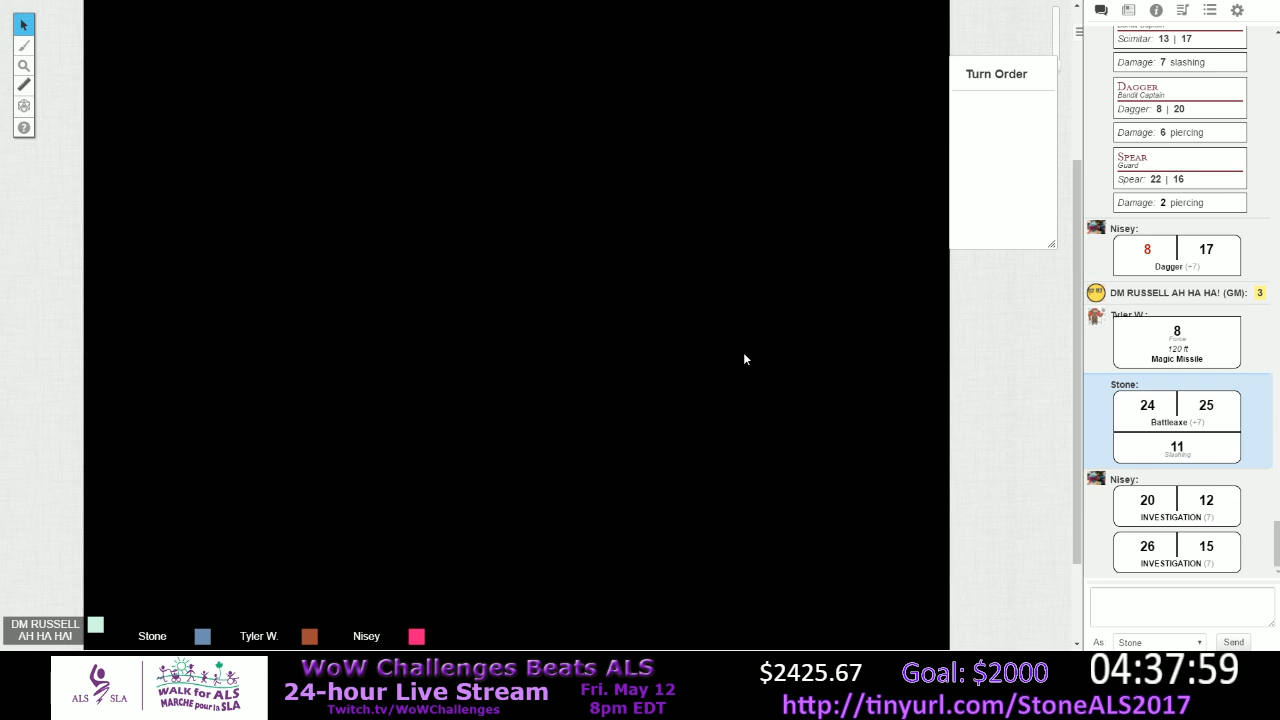 Turn Order
Bandit Captain
Scimitar: 13 | 17
Damage: 7 slashing
DAGGER
Bandit Captain
Dagger: 8 | 20
Damage: 6 piercing
SPEAR
Guard
Spear: 22 | 16
Damage: 2 piercing
Nisey:
8 17
Dagger (+7)
DM RUSSELL AH HA HA! (GM): 3
Tyler W.:
8
Force
120 ft
Magic Missile
Stone:
24 25
Battleaxe (+7)
11
Slashing
Nisey:
20 12
INVESTIGATION (7)
26 15
INVESTIGATION (7)
As: Stone Send
DM RUSSELL AH HA HA!
Stone
Tyler W.
Nisey
ALS SLA
WALK for ALS
MARCHE pour la SLA
WoW Challenges Beats ALS
24-hour Live Stream
Twitch.tv/WoWChallenges
Fri. May 12
8pm EDT
$2425.67
Goal: $2000
04:37:59
http://tinyurl.com/StoneALS2017